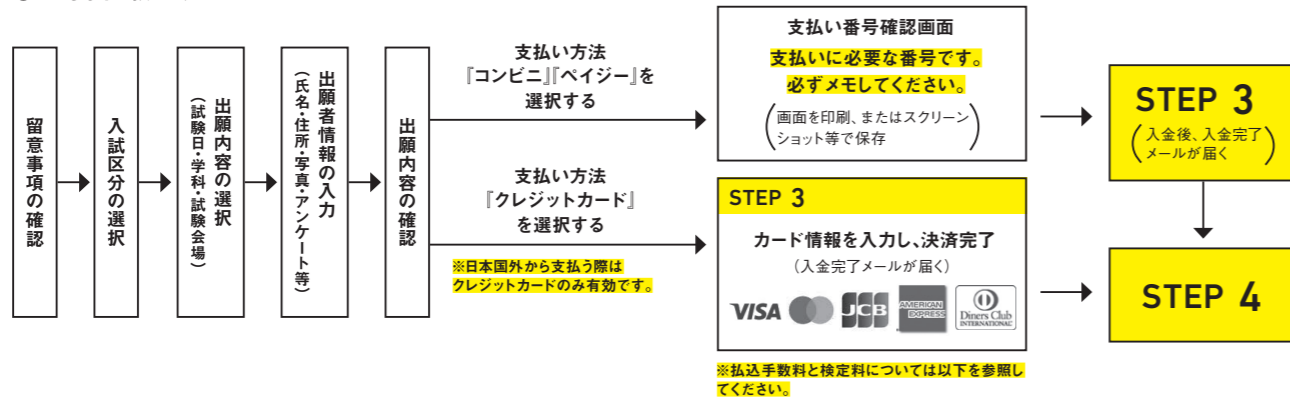 留意事項の確認
入試区分の選択
出願内容の選択
（試験日・学科・試験会場）
出願者情報の入力
（氏名・住所・写真・アンケート等）
出願内容の確認
支払い方法
『コンビニ』『ペイジー』を
選択する
支払い番号確認画面
支払いに必要な番号です。
必ずメモしてください。
（画面を印刷、またはスクリーン
ショット等で保存）
STEP 3
（入金後、入金完了
メールが届く）
支払い方法
『クレジットカード』
を選択する
※日本国外から支払う際は
クレジットカードのみ有効です。
STEP 3
カード情報を入力し、決済完了
（入金完了メールが届く）
VISA
JCB
AMERICAN
EXPRESS
Diners Club
INTERNATIONAL
※払込手数料と検定料については以下を参照し
てください。
STEP 4